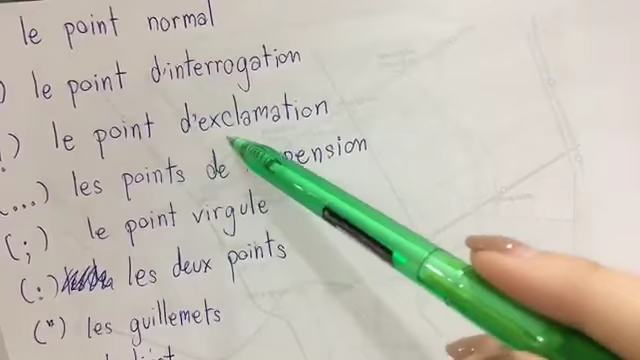 le point normal
) le point d'interrogation
!) le point d'exclamation
(....) les points de pension
(;) le point virgule
(:) les deux points
(") les guillemets